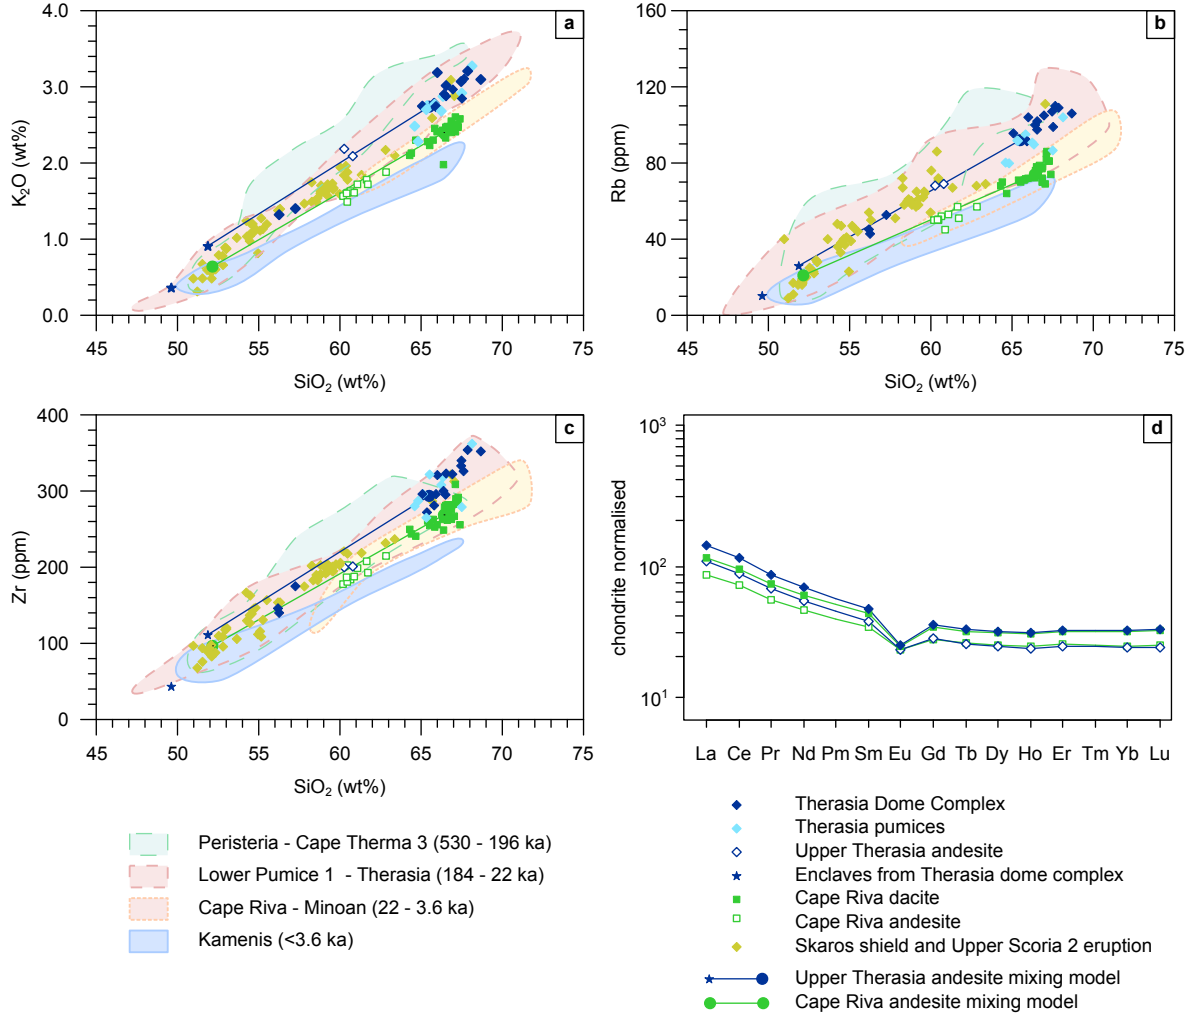 a
4.0
3.0
2.0
1.0
0.0
K2O (wt%)
45 50 55 60 65 70 75
SiO2 (wt%)
b
160
120
80
40
0
Rb (ppm)
45 50 55 60 65 70 75
SiO2 (wt%)
c
400
300
200
100
0
Zr (ppm)
45 50 55 60 65 70 75
SiO2 (wt%)
d
10³
10²
10¹
chondrite normalised
La Ce Pr Nd Pm Sm Eu Gd Tb Dy Ho Er Tm Yb Lu
Peristeria - Cape Therma 3 (530 - 196 ka)
Lower Pumice 1 - Therasia (184 - 22 ka)
Cape Riva - Minoan (22 - 3.6 ka)
Kamenis (<3.6 ka)
Therasia Dome Complex
Therasia pumices
Upper Therasia andesite
Enclaves from Therasia dome complex
Cape Riva dacite
Cape Riva andesite
Skaros shield and Upper Scoria 2 eruption
Upper Therasia andesite mixing model
Cape Riva andesite mixing model